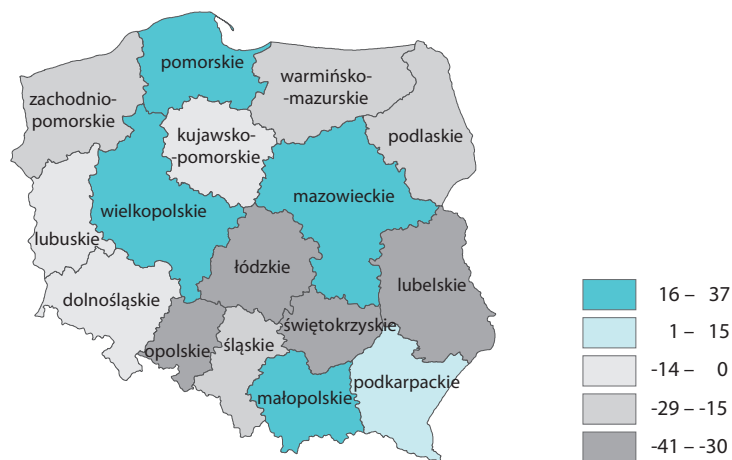 pomorskie
warmińsko-
-mazurskie
zachodnio-
pomorskie
kujawsko-
-pomorskie
podlaskie
mazowieckie
wielkopolskie
lubuskie
łódzkie
lubelskie
dolnośląskie
świętokrzyskie
opolskie
śląskie
podkarpackie
małopolskie
16 – 37
1 – 15
-14 – 0
-29 – -15
-41 – -30